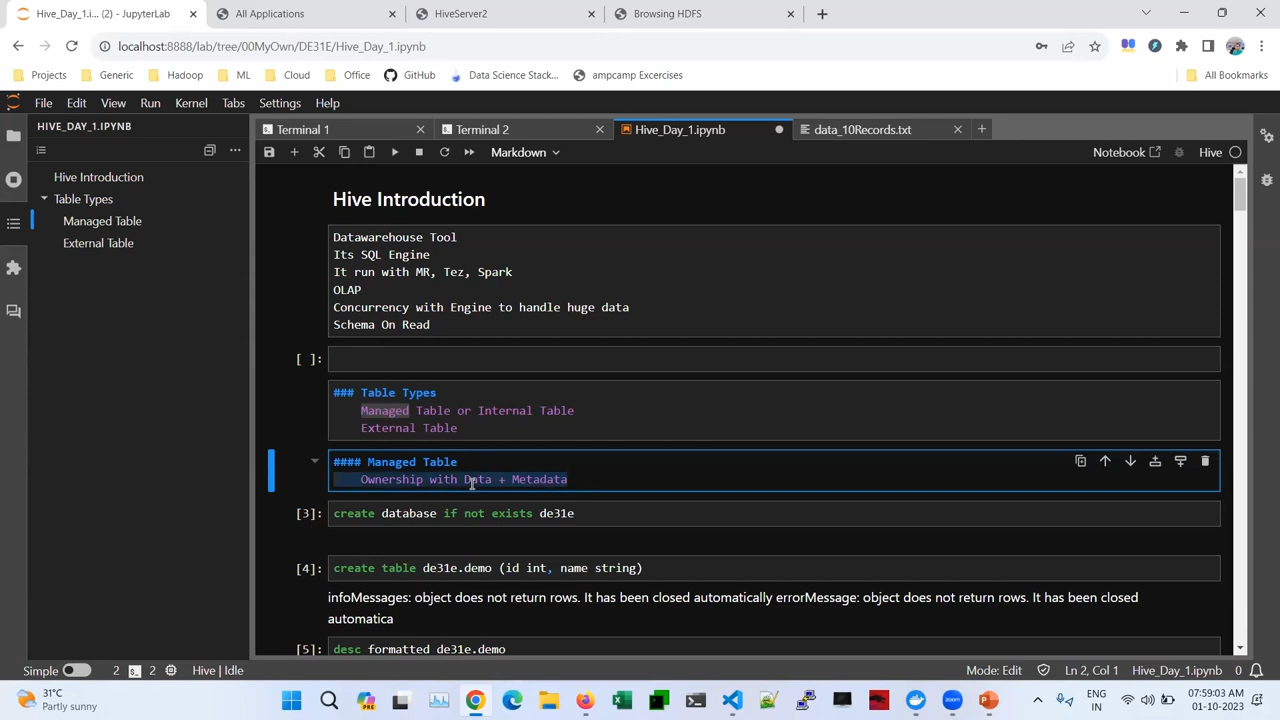 Hive_Day_1.i... (2) - JupyterLab
All Applications
HiveServer2
Browsing HDFS
localhost:8888/lab/tree/00MyOwn/DE31E/Hive_Day_1.ipynb
Projects
Generic
Hadoop
ML
Cloud
Office
GitHub
Data Science Stack...
ampcamp Excercises
All Bookmarks
File
Edit
View
Run
Kernel
Tabs
Settings
Help
HIVE_DAY_1.IPYNB
Hive Introduction
Table Types
Managed Table
External Table
Terminal 1
Terminal 2
Hive_Day_1.ipynb
data_10Records.txt
Markdown
Notebook
Hive
Hive Introduction
Datawarehouse Tool
Its SQL Engine
It run with MR, Tez, Spark
OLAP
Concurrency with Engine to handle huge data
Schema On Read
[ ]:
### Table Types
Managed Table or Internal Table
External Table
#### Managed Table
Ownership with Data + Metadata
[3]: create database if not exists de31e
[4]: create table de31e.demo (id int, name string)
infoMessages: object does not return rows. It has been closed automatically errorMessage: object does not return rows. It has been closed
automatica
[5]: desc formatted de31e.demo
Simple 2 2 Hive | Idle
Mode: Edit Ln 2, Col 1 Hive_Day_1.ipynb 0
31°C
Partly sunny
ENG
IN
07:59:03 AM
01-10-2023